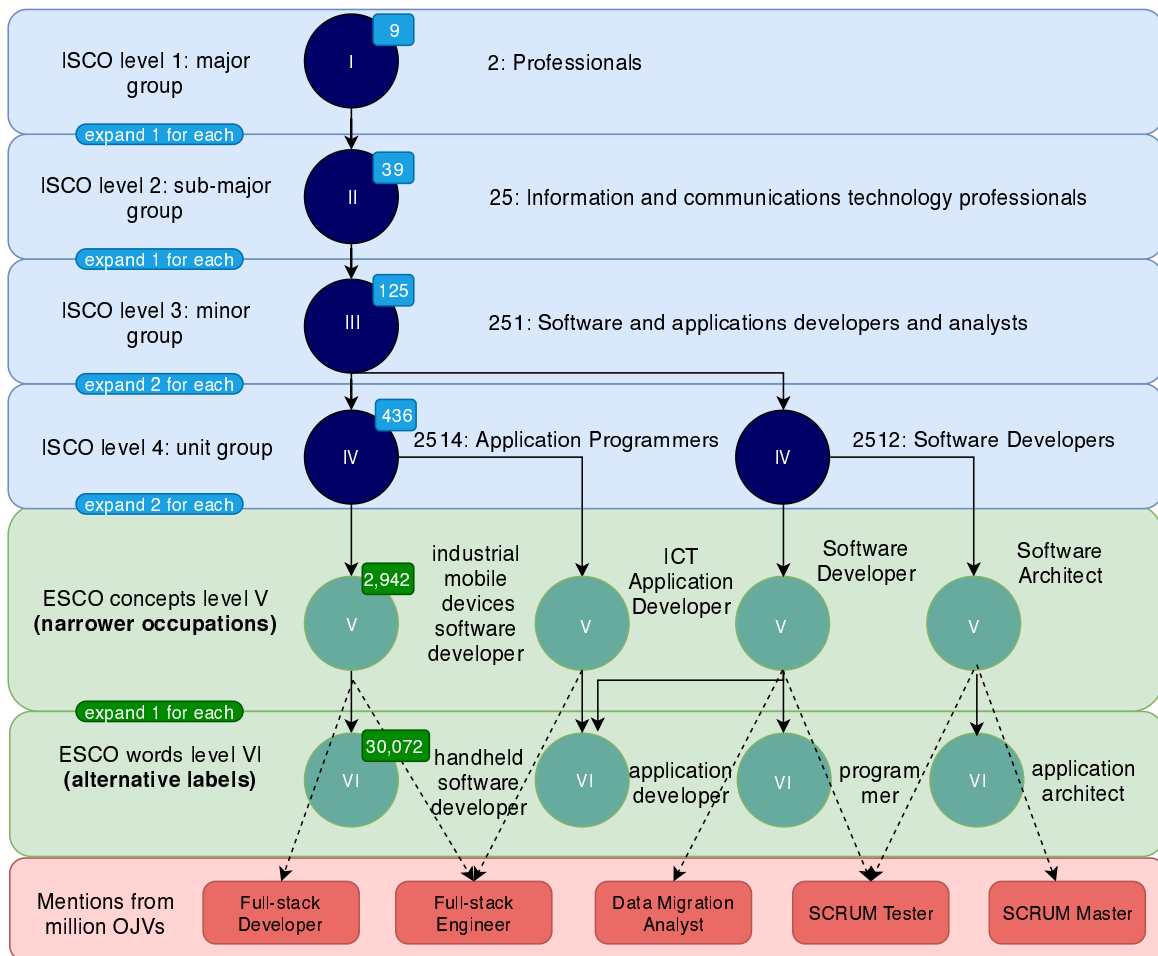 9
ISCO level 1: major
group
I
2: Professionals
expand 1 for each
39
ISCO level 2: sub-major
group
II
25: Information and communications technology professionals
expand 1 for each
125
ISCO level 3: minor
group
III
251: Software and applications developers and analysts
expand 2 for each
436
ISCO level 4: unit group
IV
2514: Application Programmers
IV
2512: Software Developers
expand 2 for each
2,942
ESCO concepts level V
(narrower occupations)
V
industrial
mobile
devices
software
developer
V
ICT
Application
Developer
V
Software
Developer
V
Software
Architect
expand 1 for each
30,072
ESCO words level VI
(alternative labels)
VI
handheld
software
developer
VI
application
developer
VI
program
mer
VI
application
architect
Mentions from
million OJVs
Full-stack
Developer
Full-stack
Engineer
Data Migration
Analyst
SCRUM Tester
SCRUM Master